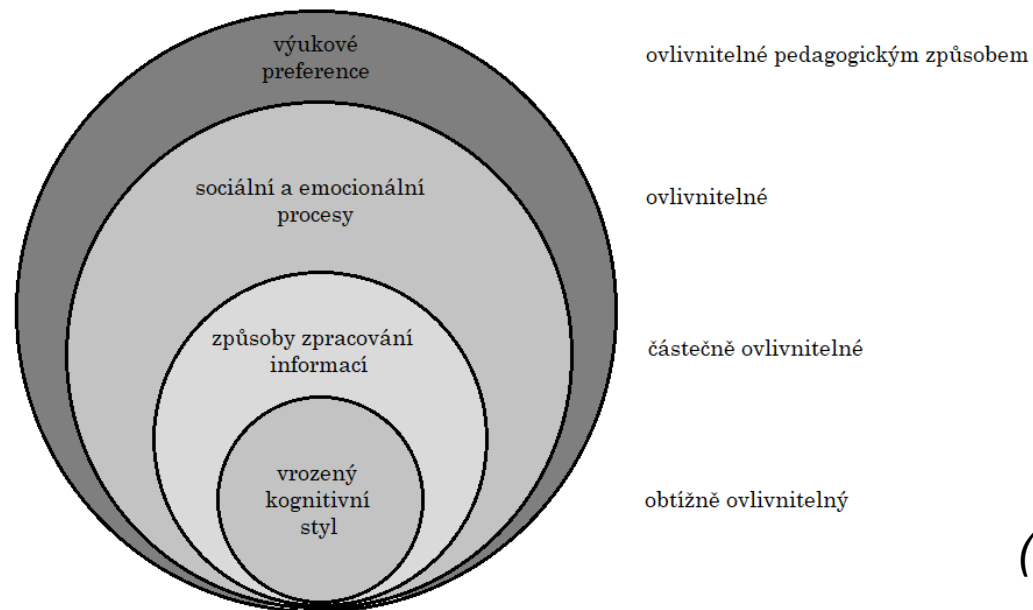 výukové
preference
ovlivnitelné pedagogickým způsobem
sociální a emocionální
procesy
ovlivnitelné
způsoby zpracování
informací
částečně ovlivnitelné
vrozený
kognitivní
styl
obtížně ovlivnitelný
(